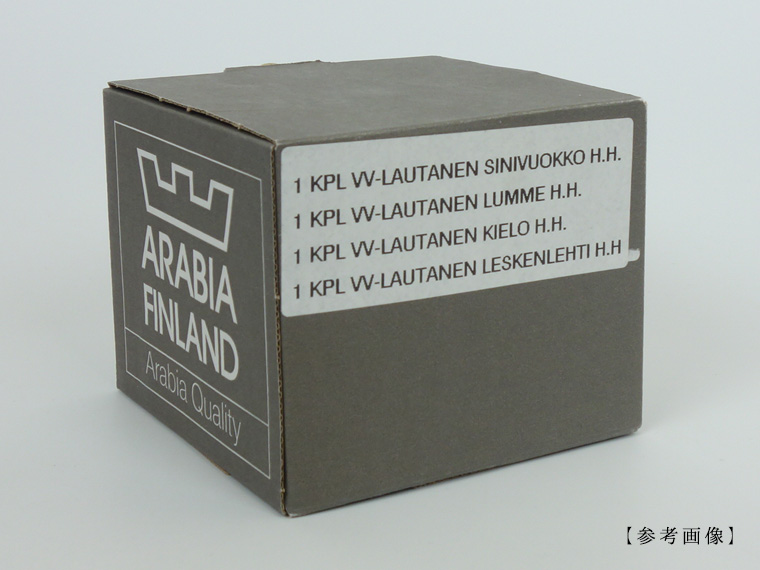 ARABIA
FINLAND
Arabia Quality
1 KPL VV-LAUTANEN SINIVUOKKO H.H.
1 KPL VV-LAUTANEN LUMME H.H.
1 KPL VV-LAUTANEN KIELO H.H.
1 KPL VV-LAUTANEN LESKENLEHTI H.H
【参考画像】